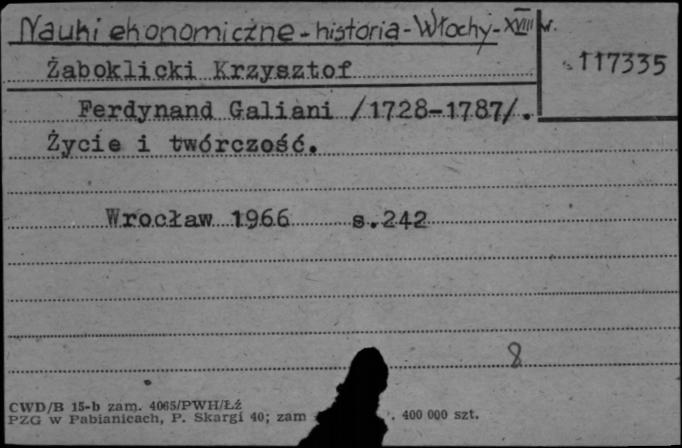 Nauki ekonomiczne - historia - Włochy - XVIII w.
117335
Żaboklicki Krzysztof
Ferdynand Galiani /1728-1787/.
Życie i twórczość.
Wrocław 1966 s.242
8
CWD/B 15-b zam. 4065/PWH/Łź
PZG w Pabianicach, P. Skargi 40; zam . 400 000 szt.